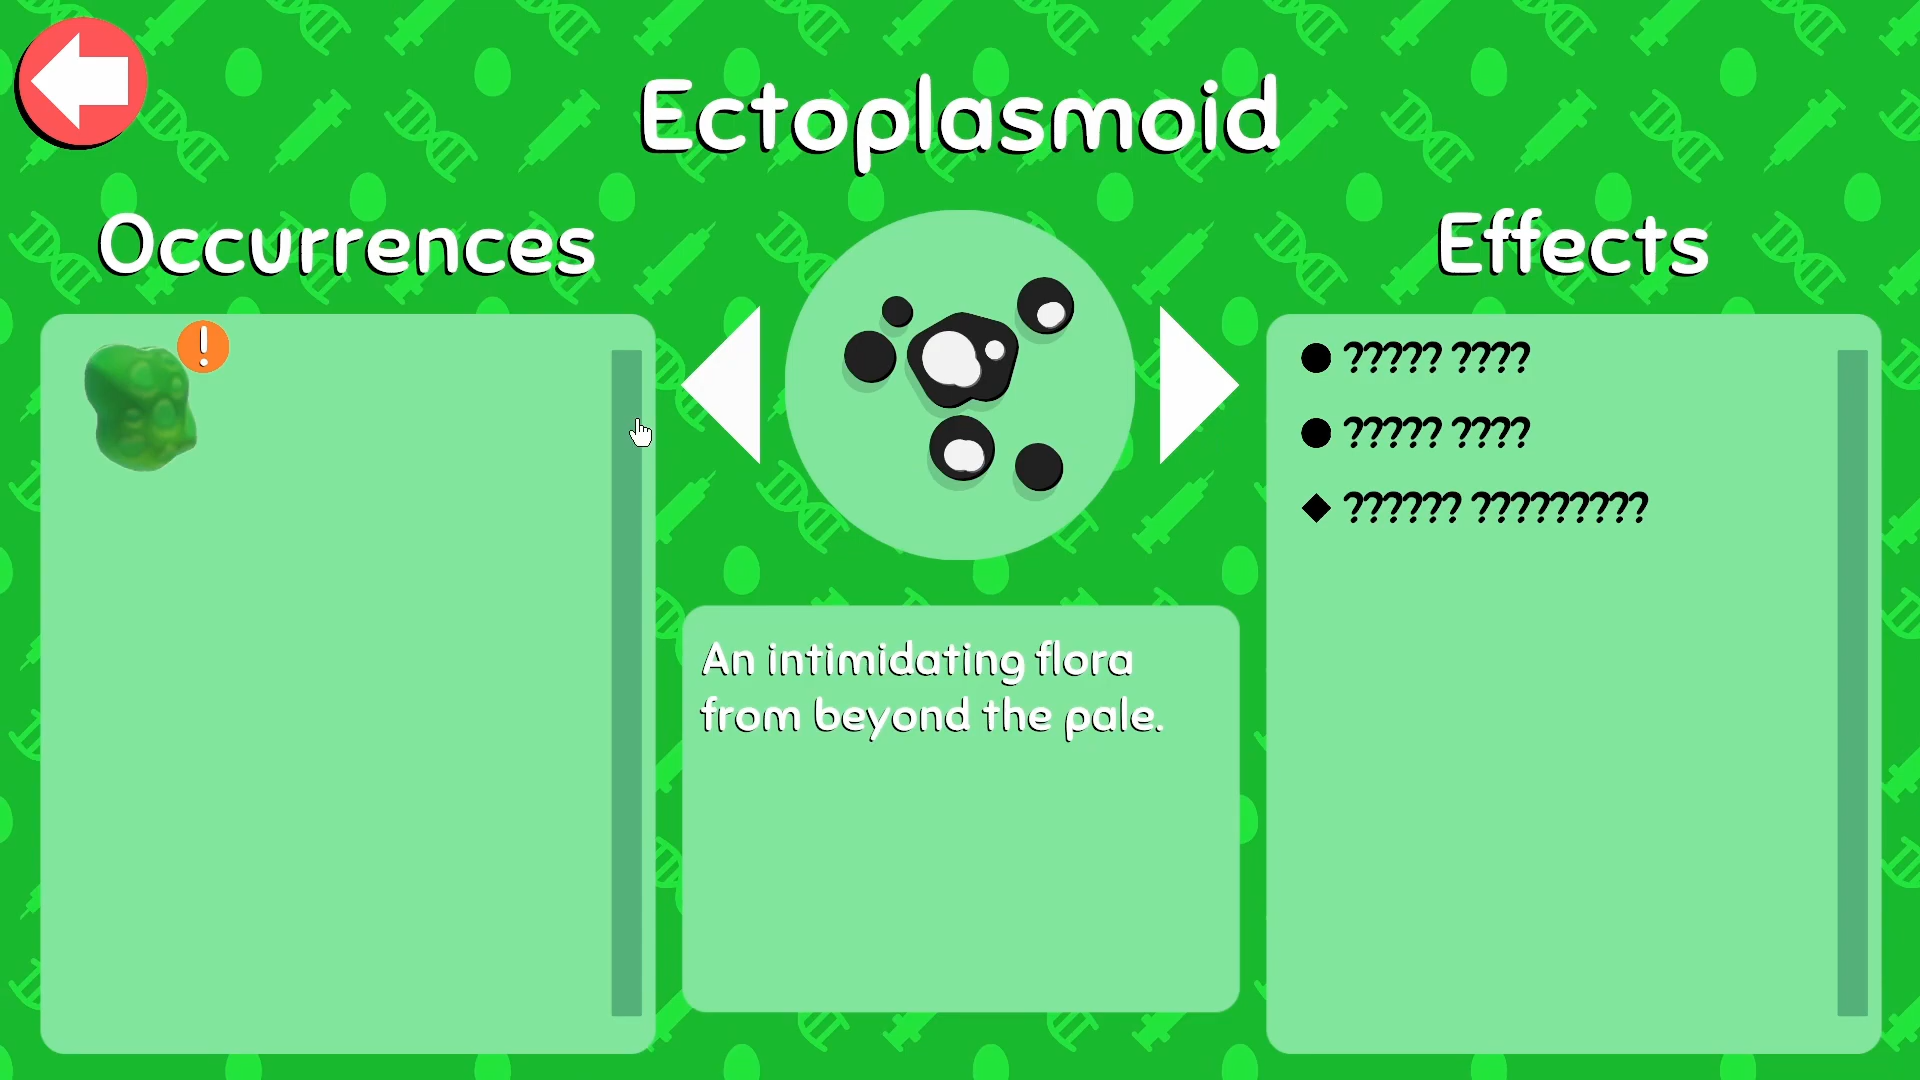 Ectoplasmoid
Occurrences
!
An intimidating flora
from beyond the pale.
Effects
????? ????
????? ????
?????? ?????????